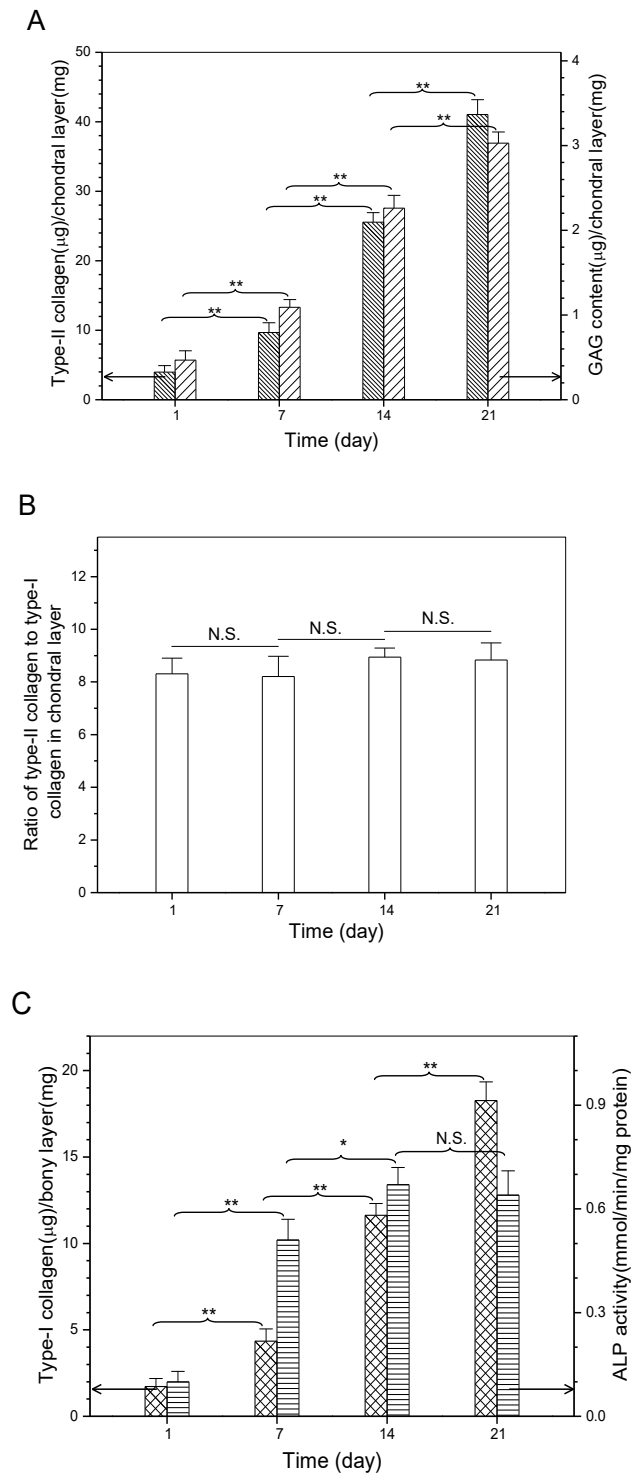 A
Type-II collagen(μg)/chondral layer(mg)
50
40
30
20
10
0
**
**
**
**
**
**
4
3
2
1
0
GAG content(μg)/chondral layer(mg)
1 7 14 21
Time (day)
B
Ratio of type-II collagen to type-I
collagen in chondral layer
12
10
8
6
4
2
0
N.S. N.S. N.S.
1 7 14 21
Time (day)
C
Type-I collagen(μg)/bony layer(mg)
20
15
10
5
0
**
N.S.
*
**
**
**
0.9
0.6
0.3
0.0
ALP activity(mmol/min/mg protein)
1 7 14 21
Time (day)